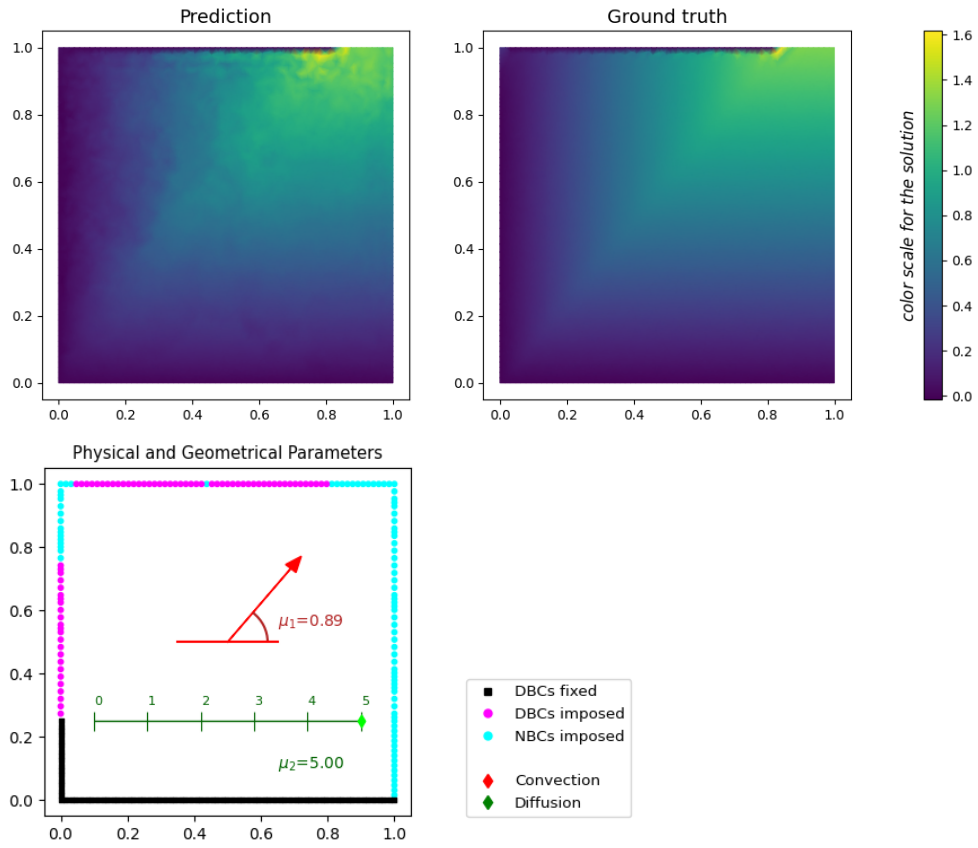 Prediction
Ground truth
1.0
0.8
0.6
0.4
0.2
0.0
0.0 0.2 0.4 0.6 0.8 1.0
1.0
0.8
0.6
0.4
0.2
0.0
0.0 0.2 0.4 0.6 0.8 1.0
color scale for the solution
1.6
1.4
1.2
1.0
0.8
0.6
0.4
0.2
0.0
Physical and Geometrical Parameters
1.0
0.8
0.6
0.4
0.2
0.0
0.0 0.2 0.4 0.6 0.8 1.0
μ₁=0.89
0 1 2 3 4 5
μ₂=5.00
DBCs fixed
DBCs imposed
NBCs imposed
Convection
Diffusion